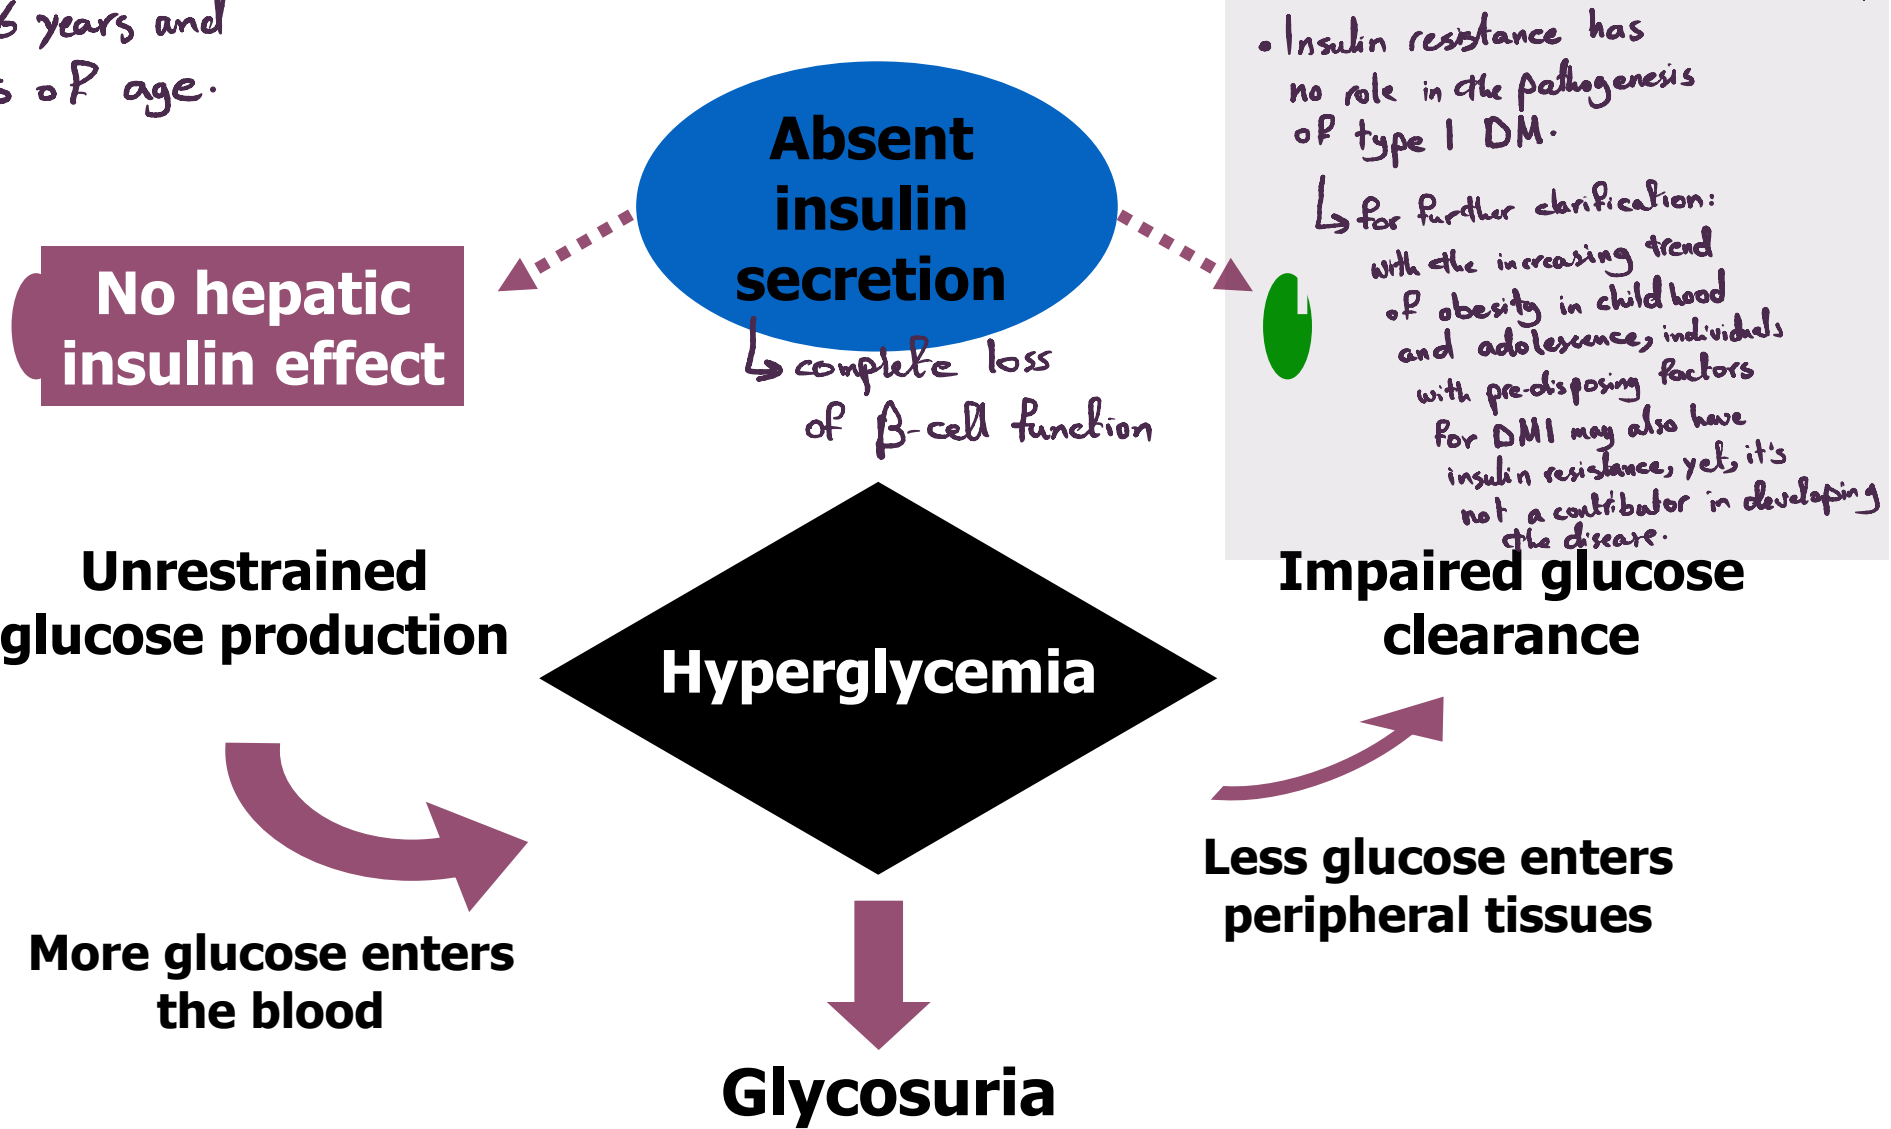 6 years and
s of age.
• Insulin resistance has
no role in the pathogenesis
of type 1 DM.
↳ for further clarification:
with the increasing trend
of obesity in childhood
and adolescence, individuals
with pre-disposing factors
for DM1 may also have
insulin resistance, yet, it's
not a contributor in developing
the disease.
Absent
insulin
secretion
↳ complete loss
of β-cell function
No hepatic
insulin effect
Unrestrained
glucose production
Hyperglycemia
Impaired glucose
clearance
More glucose enters
the blood
Less glucose enters
peripheral tissues
Glycosuria